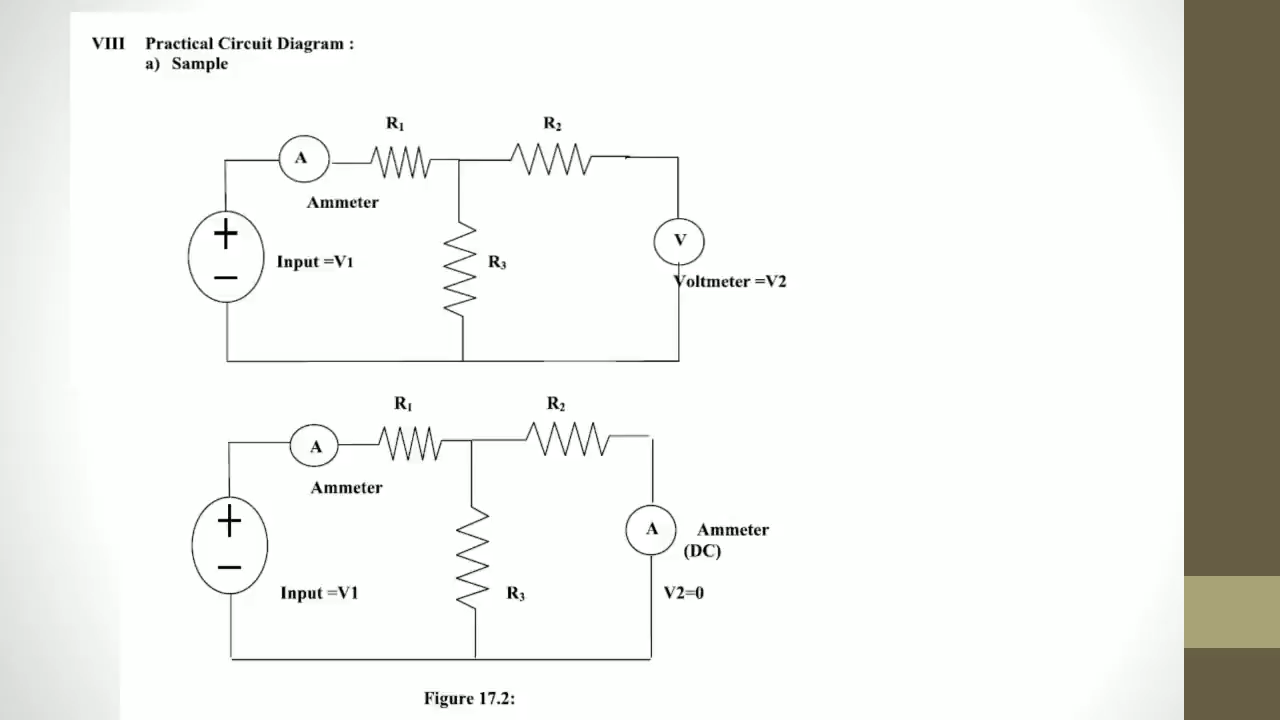 VIII Practical Circuit Diagram :
a) Sample
R1 R2
A
Ammeter
V
Input =V1 R3
Voltmeter =V2
R1 R2
A
Ammeter
A Ammeter
(DC)
Input =V1 R3 V2=0
Figure 17.2: